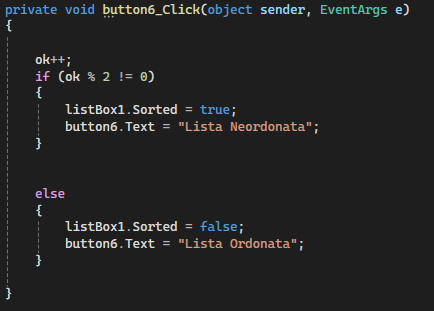 private void button6_Click(object sender, EventArgs e)
{
ok++;
if (ok % 2 != 0)
{
listBox1.Sorted = true;
button6.Text = "Lista Neordonata";
}
else
{
listBox1.Sorted = false;
button6.Text = "Lista Ordonata";
}
}